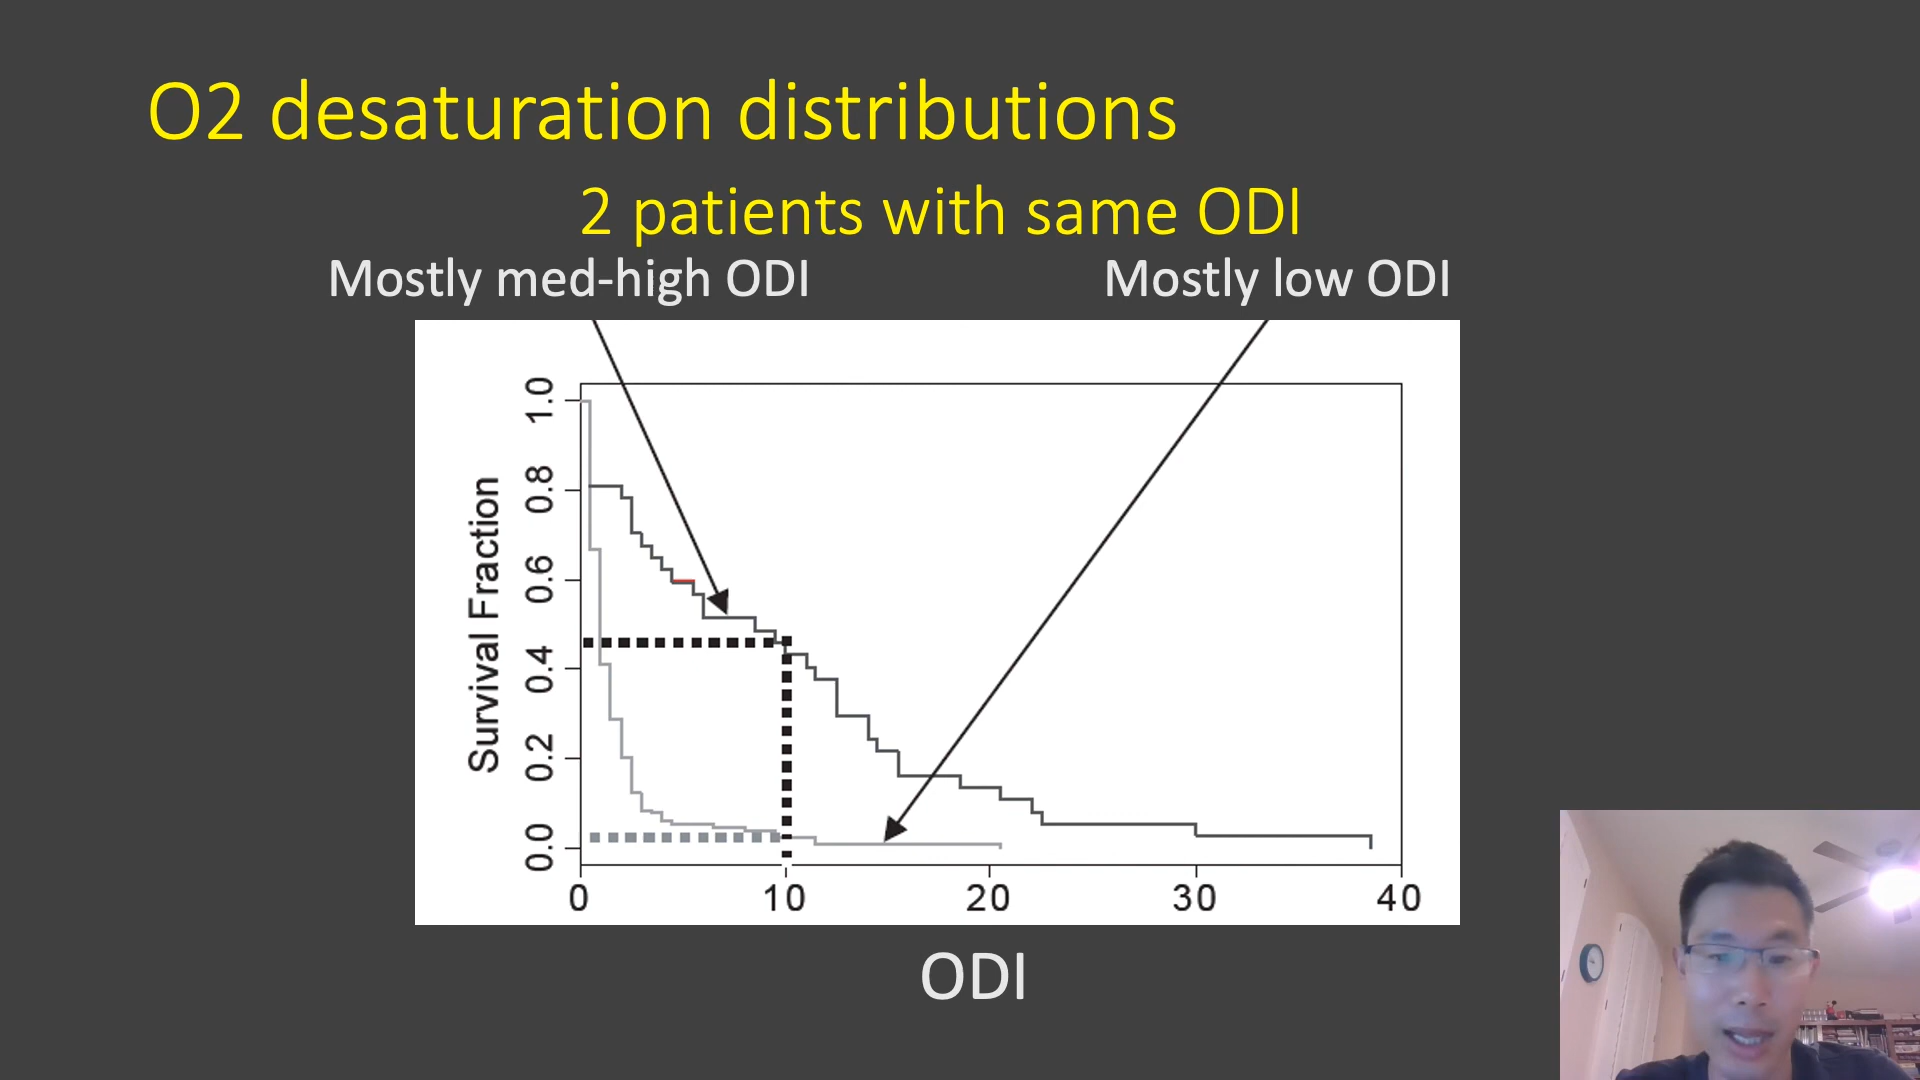 O2 desaturation distributions
2 patients with same ODI
Mostly med-high ODI
Mostly low ODI
Survival Fraction
1.0
0.8
0.6
0.4
0.2
0.0
0 10 20 30 40
ODI